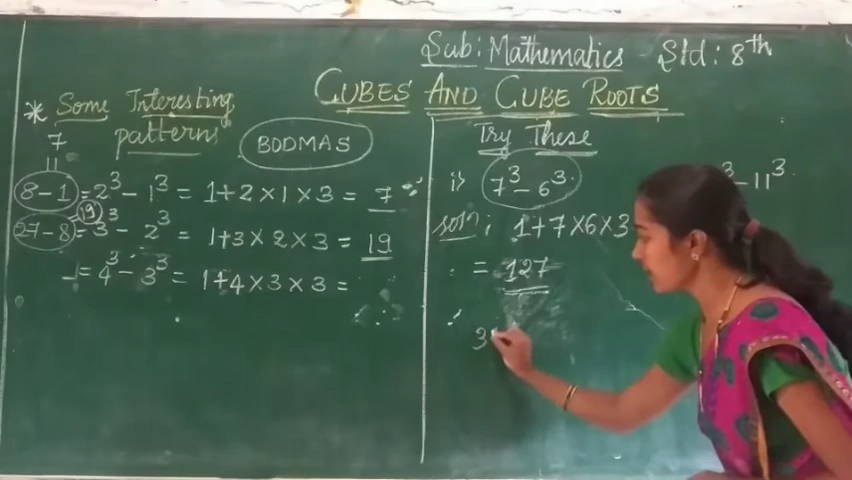 Sub: Mathematics - Std: 8th
CUBES AND CUBE ROOTS
* Some Interesting
patterns
BODMAS
7
||
8-1 = 2³ - 1³ = 1+2×1×3 = 7
27-8 = 19 = 3³ - 2³ = 1+3×2×3 = 19
= 4³ - 3³ = 1+4×3×3 =
Try These
i) 7³ - 6³
soln: 1+7×6×3
= 127
3
³ - 11³